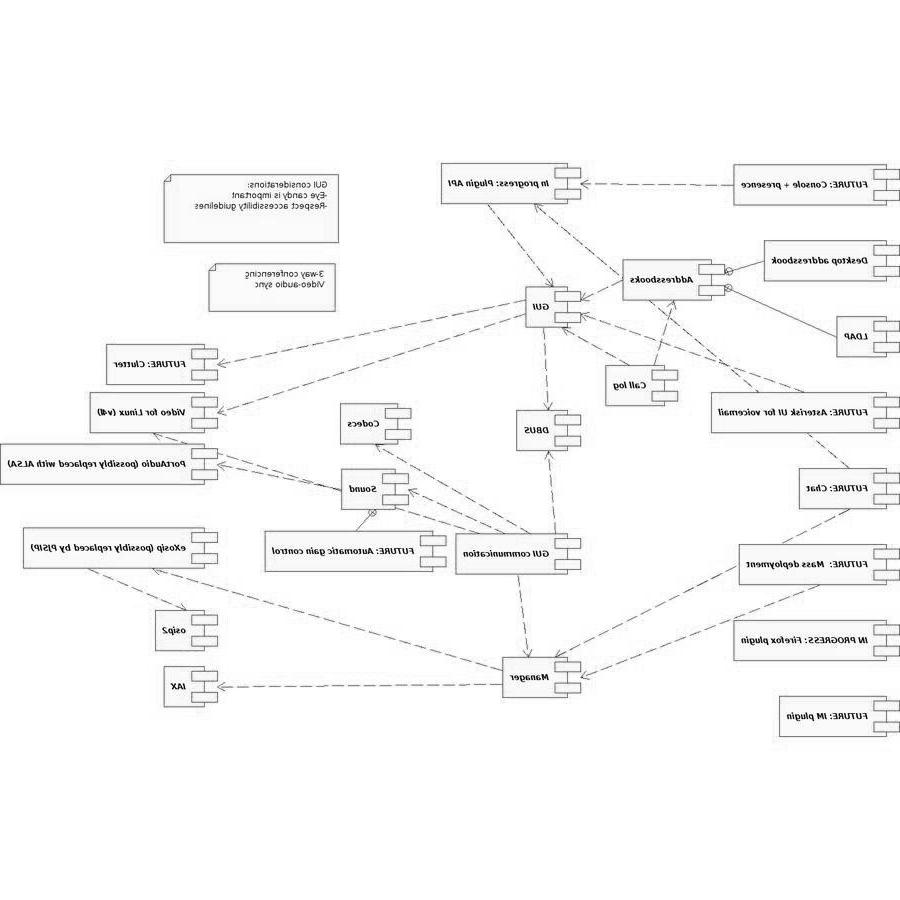 In progress: Plugin API
FUTURE: Console + presence
GUI considerations:
-Eye candy is important
-Respect accessibility guidelines
Desktop addressbook
3-way conferencing
Video-audio sync
Addressbooks
GUI
LDAP
FUTURE: Clutter
Call log
Video for Linux (v4l)
FUTURE: Asterisk UI for voicemail
Codecs
DBUS
PortAudio (possibly replaced with ALSA)
Sound
FUTURE: Chat
eXosip (possibly replaced by PJSIP)
FUTURE: Automatic gain control
GUI communication
FUTURE: Mass deployment
osip2
IN PROGRESS: Firefox plugin
Manager
IAX
FUTURE: IM plugin